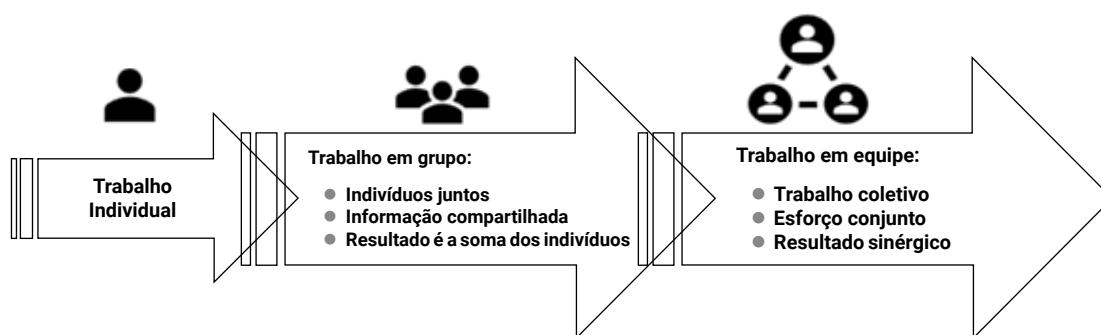 Trabalho
Individual
Trabalho em grupo:
Indivíduos juntos
Informação compartilhada
Resultado é a soma dos indivíduos
Trabalho em equipe:
Trabalho coletivo
Esforço conjunto
Resultado sinérgico